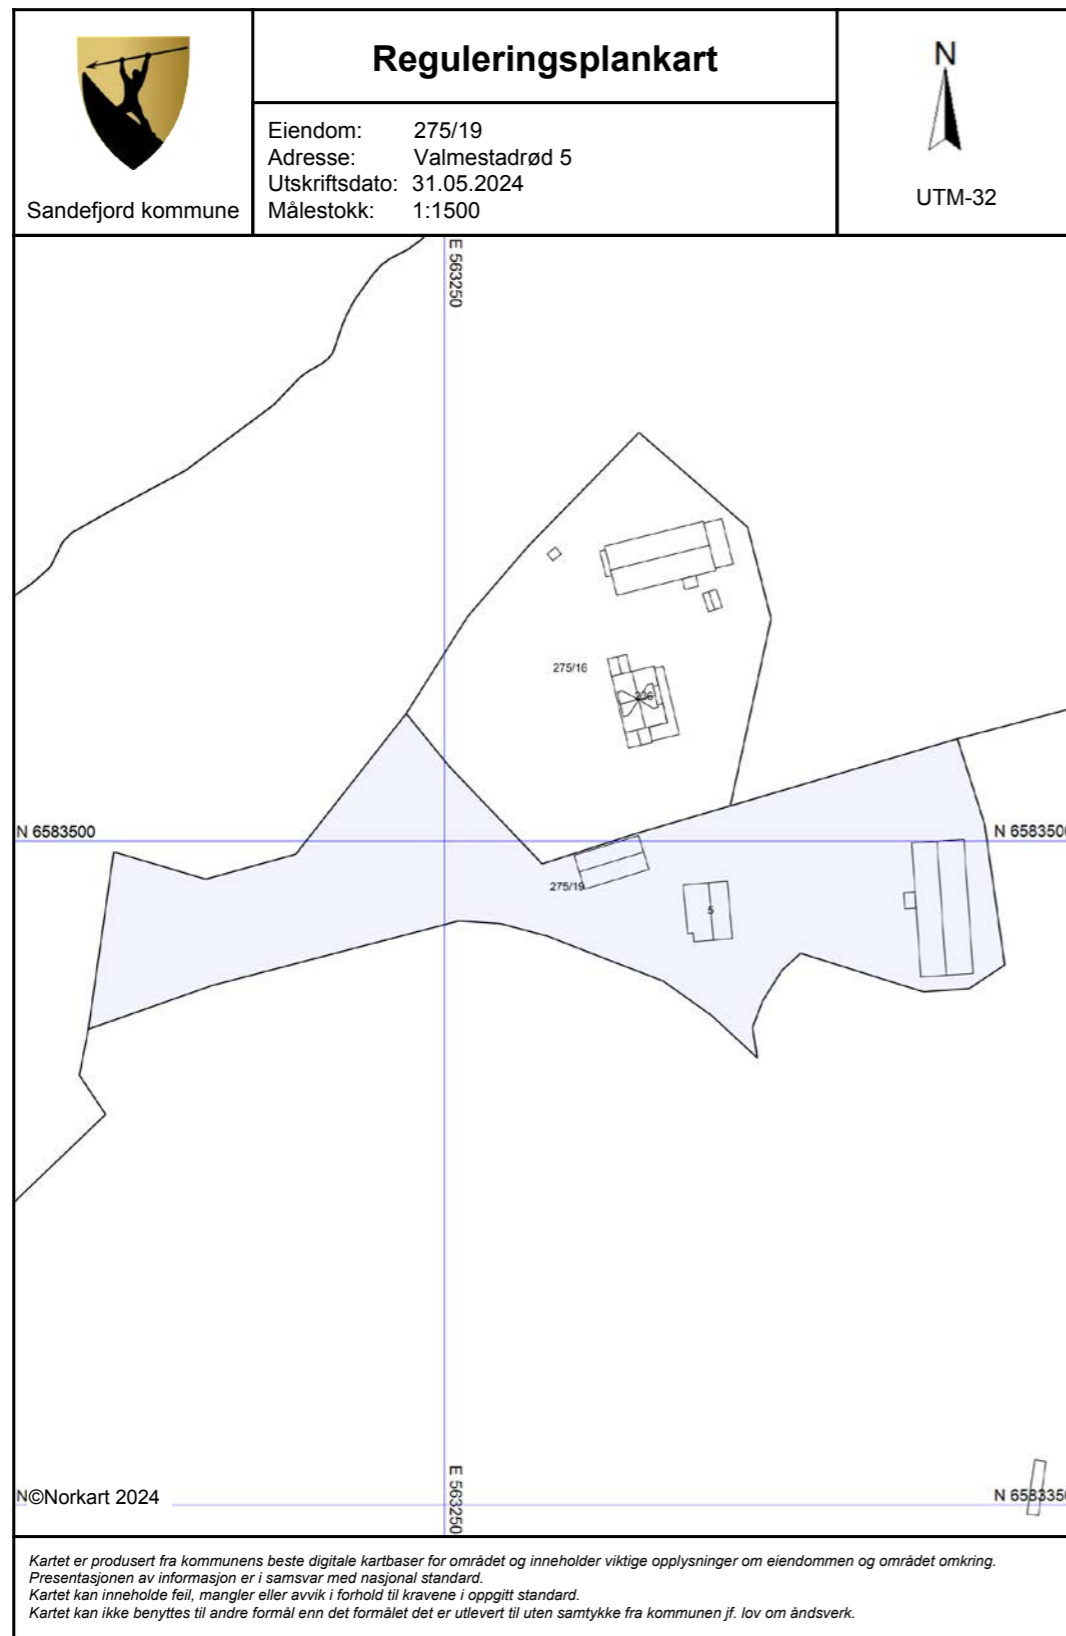 Sandefjord kommune
Reguleringsplankart
Eiendom: 275/19
Adresse: Valmestadrød 5
Utskriftsdato: 31.05.2024
Målestokk: 1:1500
N
UTM-32
E 563250
275/16
N 6583500
N 6583500
275/19
5
E 563250
N©Norkart 2024
N 6583350
Kartet er produsert fra kommunens beste digitale kartbaser for området og inneholder viktige opplysninger om eiendommen og området omkring.
Presentasjonen av informasjon er i samsvar med nasjonal standard.
Kartet kan inneholde feil, mangler eller avvik i forhold til kravene i oppgitt standard.
Kartet kan ikke benyttes til andre formål enn det formålet det er utlevert til uten samtykke fra kommunen jf. lov om åndsverk.